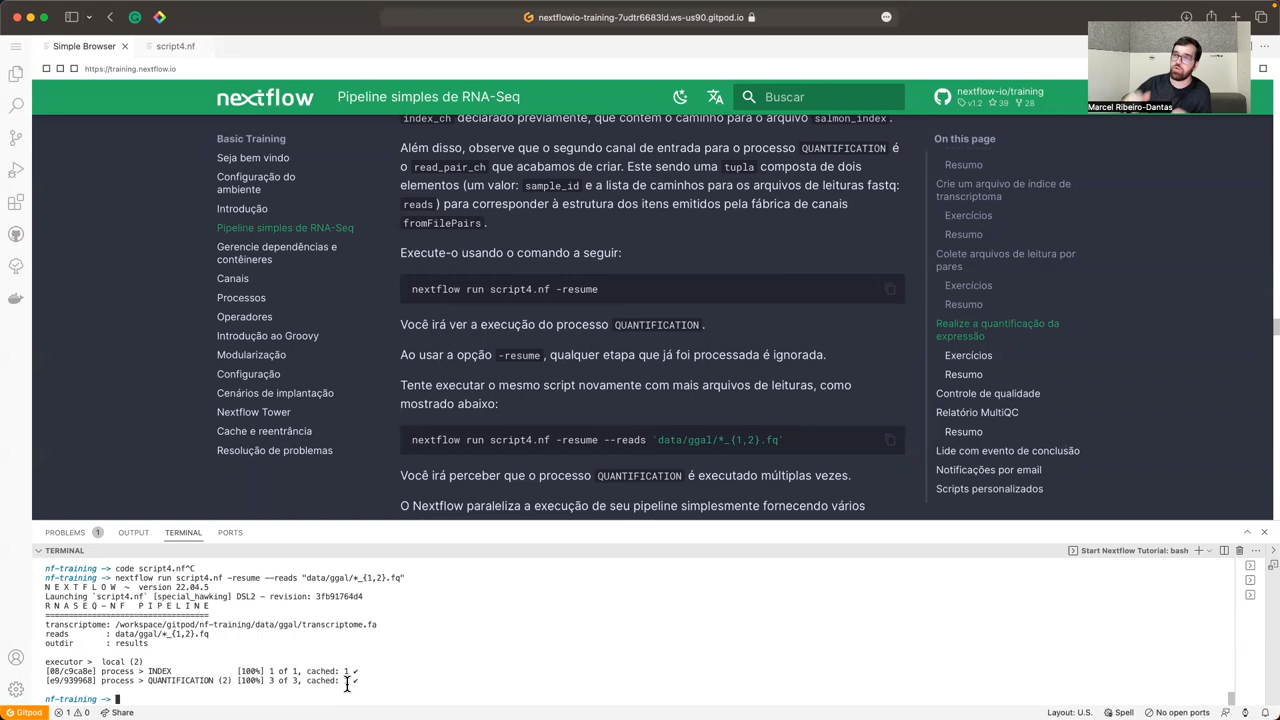 nextflowio-training-7udtr6683ld.ws-us90.gitpod.io
Simple Browser
script4.nf
https://training.nextflow.io
Marcel Ribeiro-Dantas
nextflow
Pipeline simples de RNA-Seq
Buscar
nextflow-io/training
v1.2 39 28
Basic Training
Seja bem vindo
Configuração do
ambiente
Introdução
Pipeline simples de RNA-Seq
Gerencie dependências e
contêineres
Canais
Processos
Operadores
Introdução ao Groovy
Modularização
Configuração
Cenários de implantação
Nextflow Tower
Cache e reentrância
Resolução de problemas
index_ch declarado previamente, que contém o caminho para o arquivo salmon_index.
Além disso, observe que o segundo canal de entrada para o processo QUANTIFICATION é
o read_pair_ch que acabamos de criar. Este sendo uma tupla composta de dois
elementos (um valor: sample_id e a lista de caminhos para os arquivos de leituras fastq:
reads ) para corresponder à estrutura dos itens emitidos pela fábrica de canais
fromFilePairs.
Execute-o usando o comando a seguir:
nextflow run script4.nf -resume
Você irá ver a execução do processo QUANTIFICATION.
Ao usar a opção -resume, qualquer etapa que já foi processada é ignorada.
Tente executar o mesmo script novamente com mais arquivos de leituras, como
mostrado abaixo:
nextflow run script4.nf -resume --reads 'data/ggal/*_{1,2}.fq'
Você irá perceber que o processo QUANTIFICATION é executado múltiplas vezes.
O Nextflow paraleliza a execução de seu pipeline simplesmente fornecendo vários
On this page
Resumo
Crie um arquivo de índice de
transcriptoma
Exercícios
Resumo
Colete arquivos de leitura por
pares
Exercícios
Resumo
Realize a quantificação da
expressão
Exercícios
Resumo
Controle de qualidade
Relatório MultiQC
Resumo
Lide com evento de conclusão
Notificações por email
Scripts personalizados
PROBLEMS 1 OUTPUT TERMINAL PORTS
TERMINAL
Start Nextflow Tutorial: bash
nf-training -> code script4.nf^C
nf-training -> nextflow run script4.nf -resume --reads "data/ggal/*_{1,2}.fq"
N E X T F L O W ~ version 22.04.5
Launching `script4.nf` [special_hawking] DSL2 - revision: 3fb91764d4
R N A S E Q - N F P I P E L I N E
===================================
transcriptome: /workspace/gitpod/nf-training/data/ggal/transcriptome.fa
reads : data/ggal/*_{1,2}.fq
outdir : results
executor > local (2)
[08/c9ca8e] process > INDEX [100%] 1 of 1, cached: 1 ✔
[e9/939968] process > QUANTIFICATION (2) [100%] 3 of 3, cached: ✔
nf-training ->
Gitpod 1 0 Share
Layout: U.S. Spell No open ports